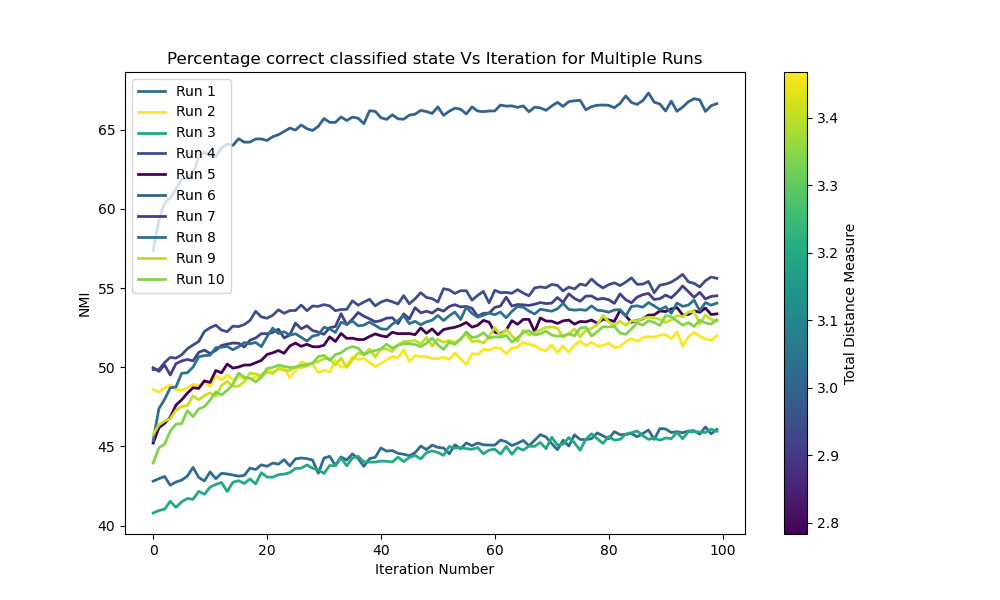 Percentage correct classified state Vs Iteration for Multiple Runs
Run 1
Run 2
Run 3
Run 4
Run 5
Run 6
Run 7
Run 8
Run 9
Run 10
65
60
55
50
45
40
NMI
0 20 40 60 80 100
Iteration Number
3.4
3.3
3.2
3.1
3.0
2.9
2.8
Total Distance Measure